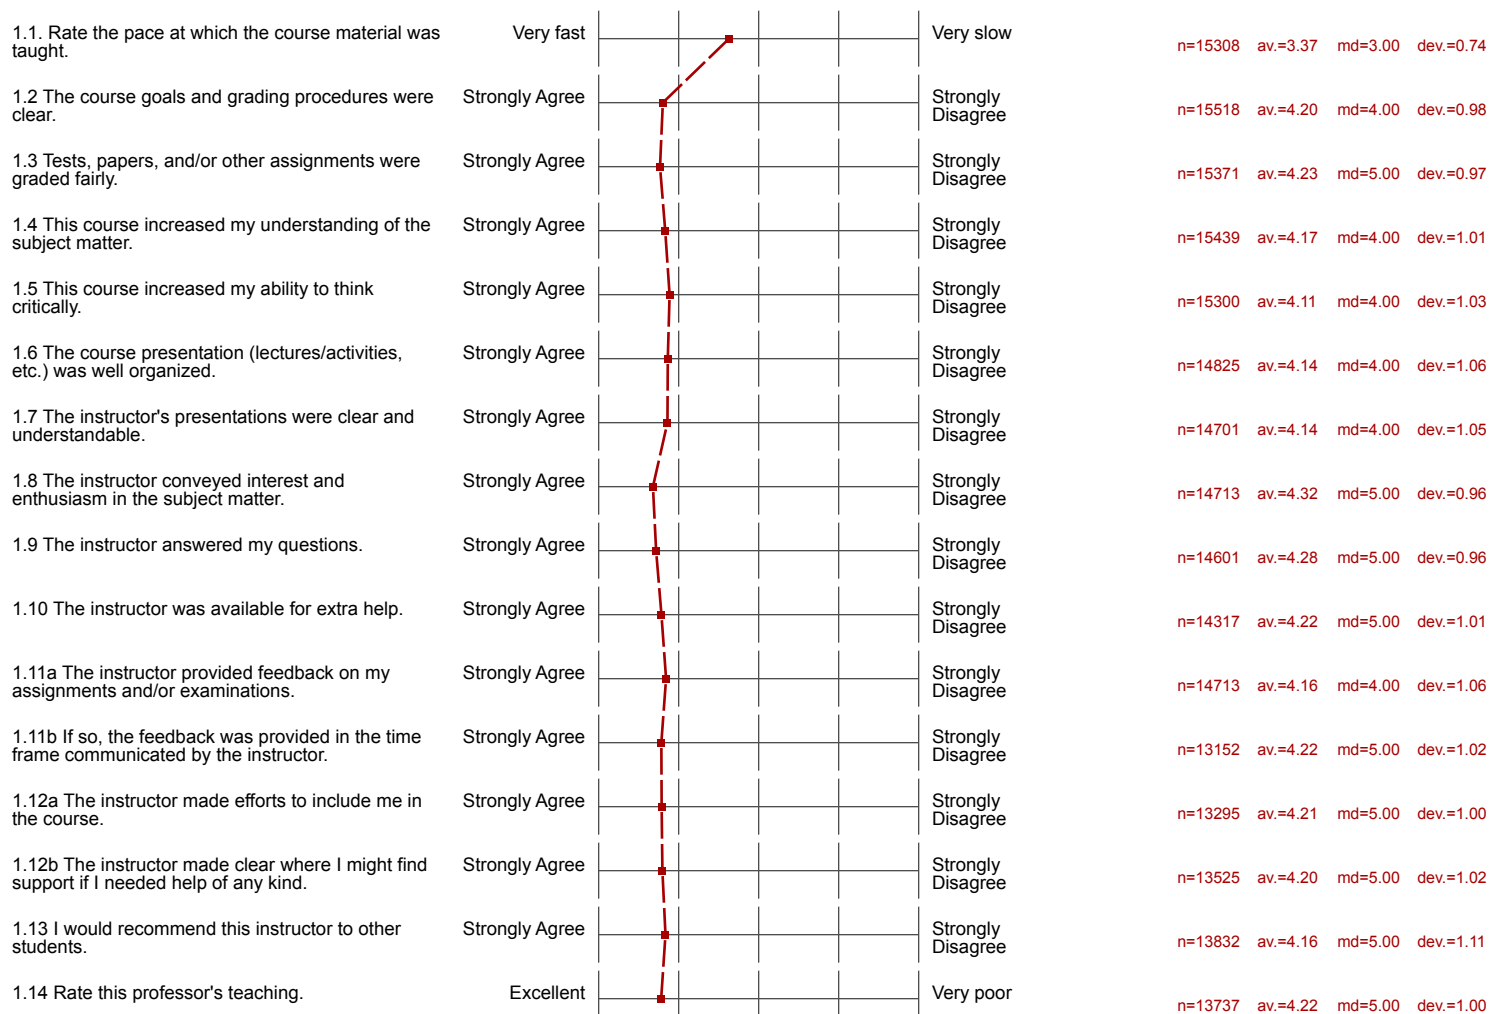 1.1. Rate the pace at which the course material was
taught.
Very fast
Very slow
n=15308 av.=3.37 md=3.00 dev.=0.74
1.2 The course goals and grading procedures were
clear.
Strongly Agree
Strongly
Disagree
n=15518 av.=4.20 md=4.00 dev.=0.98
1.3 Tests, papers, and/or other assignments were
graded fairly.
Strongly Agree
Strongly
Disagree
n=15371 av.=4.23 md=5.00 dev.=0.97
1.4 This course increased my understanding of the
subject matter.
Strongly Agree
Strongly
Disagree
n=15439 av.=4.17 md=4.00 dev.=1.01
1.5 This course increased my ability to think
critically.
Strongly Agree
Strongly
Disagree
n=15300 av.=4.11 md=4.00 dev.=1.03
1.6 The course presentation (lectures/activities,
etc.) was well organized.
Strongly Agree
Strongly
Disagree
n=14825 av.=4.14 md=4.00 dev.=1.06
1.7 The instructor's presentations were clear and
understandable.
Strongly Agree
Strongly
Disagree
n=14701 av.=4.14 md=4.00 dev.=1.05
1.8 The instructor conveyed interest and
enthusiasm in the subject matter.
Strongly Agree
Strongly
Disagree
n=14713 av.=4.32 md=5.00 dev.=0.96
1.9 The instructor answered my questions.
Strongly Agree
Strongly
Disagree
n=14601 av.=4.28 md=5.00 dev.=0.96
1.10 The instructor was available for extra help.
Strongly Agree
Strongly
Disagree
n=14317 av.=4.22 md=5.00 dev.=1.01
1.11a The instructor provided feedback on my
assignments and/or examinations.
Strongly Agree
Strongly
Disagree
n=14713 av.=4.16 md=4.00 dev.=1.06
1.11b If so, the feedback was provided in the time
frame communicated by the instructor.
Strongly Agree
Strongly
Disagree
n=13152 av.=4.22 md=5.00 dev.=1.02
1.12a The instructor made efforts to include me in
the course.
Strongly Agree
Strongly
Disagree
n=13295 av.=4.21 md=5.00 dev.=1.00
1.12b The instructor made clear where I might find
support if I needed help of any kind.
Strongly Agree
Strongly
Disagree
n=13525 av.=4.20 md=5.00 dev.=1.02
1.13 I would recommend this instructor to other
students.
Strongly Agree
Strongly
Disagree
n=13832 av.=4.16 md=5.00 dev.=1.11
1.14 Rate this professor's teaching.
Excellent
Very poor
n=13737 av.=4.22 md=5.00 dev.=1.00